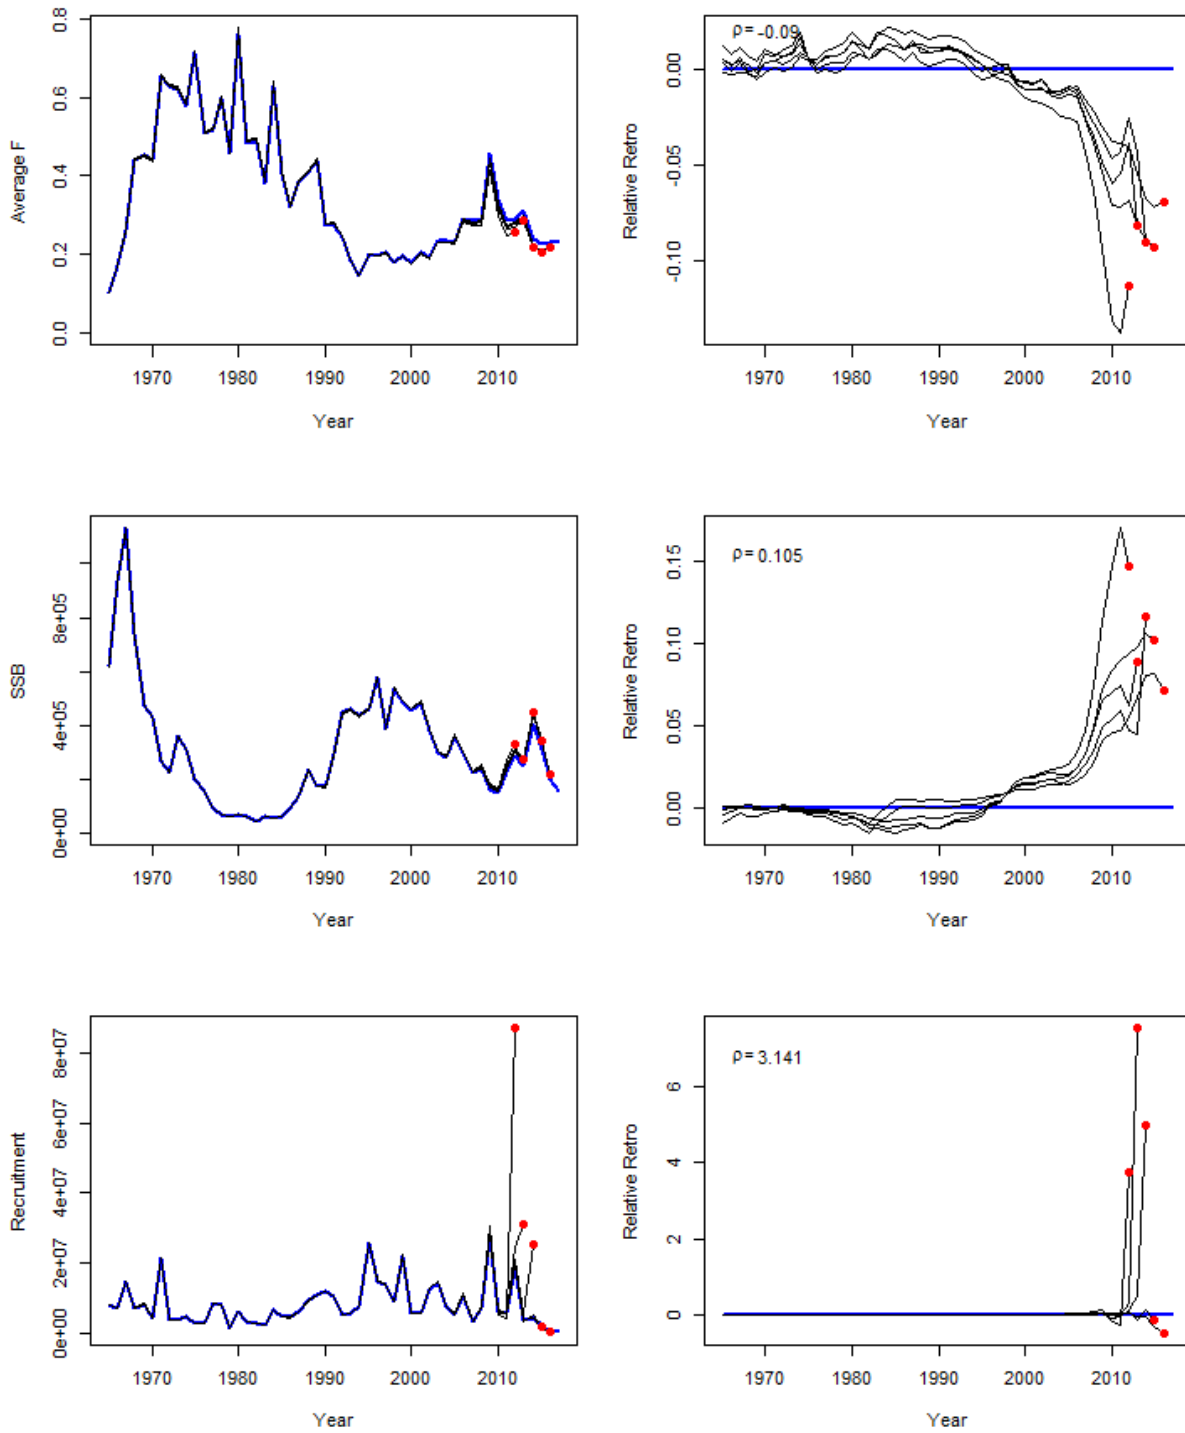 Average F
0.0 0.2 0.4 0.6 0.8
1970 1980 1990 2000 2010
Year
Relative Retro
-0.10 -0.05 0.00
ρ= -0.09
1970 1980 1990 2000 2010
Year
SSB
0e+00 4e+05 8e+05
1970 1980 1990 2000 2010
Year
Relative Retro
0.00 0.05 0.10 0.15
ρ= 0.105
1970 1980 1990 2000 2010
Year
Recruitment
0e+00 2e+07 4e+07 6e+07 8e+07
1970 1980 1990 2000 2010
Year
Relative Retro
0 2 4 6
ρ= 3.141
1970 1980 1990 2000 2010
Year